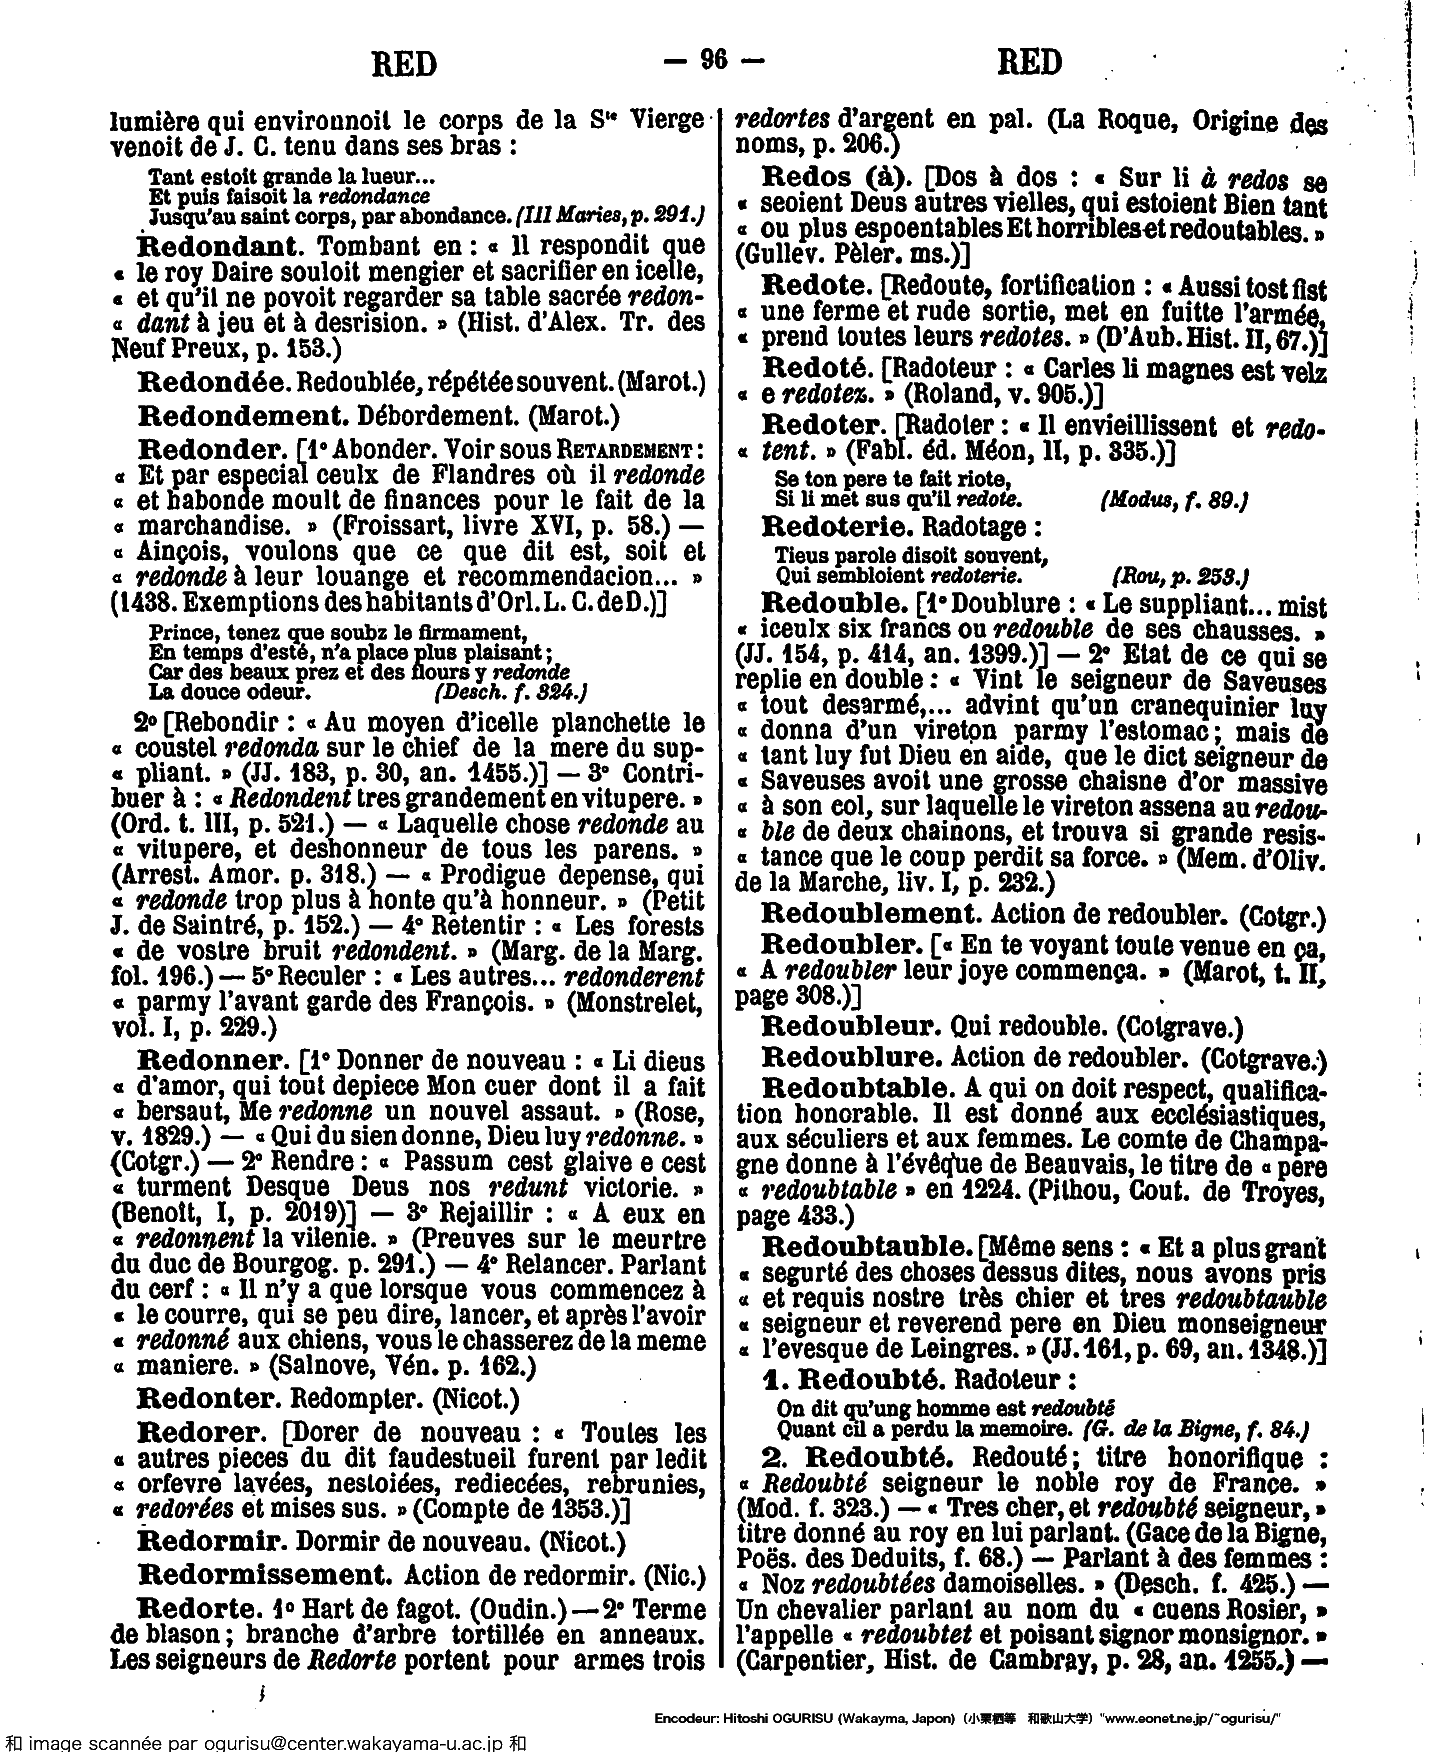 RED
— 96 —
RED
lumière qui environnoit le corps de la Ste Vierge
venoit de J. C. tenu dans ses bras :
Tant estoit grande la lueur...
Et puis faisoit la redondance
Jusqu'au saint corps, par abondance. (III Maries, p. 291.)
Redondant. Tombant en : « Il respondit que
« le roy Daire souloit mengier et sacrifier en icelle,
« et qu'il ne povoit regarder sa table sacrée redon-
« dant à jeu et à desrision. » (Hist. d'Alex. Tr. des
Neuf Preux, p. 153.)
Redondée. Redoublée, répétée souvent. (Marot.)
Redondement. Débordement. (Marot.)
Redonder. [1° Abonder. Voir sous RETARDEMENT :
« Et par especial ceulx de Flandres où il redonde
« et habonde moult de finances pour le fait de la
« marchandise. » (Froissart, livre XVI, p. 58.) —
« Ainçois, voulons que ce que dit est, soit et
« redonde à leur louange et recommendacion... »
(1438. Exemptions des habitants d'Orl. L. C. de D.)]
Prince, tenez que soubz le firmament,
En temps d'esté, n'a place plus plaisant ;
Car des beaux prez et des flours y redonde
La douce odeur. (Desch. f. 324.)
2° [Rebondir : « Au moyen d'icelle planchette le
« coustel redonda sur le chief de la mere du sup-
« pliant. » (JJ. 183, p. 30, an. 1455.)] — 3° Contri-
buer à : « Redondent tres grandement en vitupere. »
(Ord. t. III, p. 521.) — « Laquelle chose redonde au
« vitupere, et deshonneur de tous les parens. »
(Arrest. Amor. p. 318.) — « Prodigue depense, qui
« redonde trop plus à honte qu'à honneur. » (Petit
J. de Saintré, p. 152.) — 4° Retentir : « Les forests
« de vostre bruit redondent. » (Marg. de la Marg.
fol. 196.) — 5° Reculer : « Les autres... redonderent
« parmy l'avant garde des François. » (Monstrelet,
vol. I, p. 229.)
Redonner. [1° Donner de nouveau : « Li dieus
« d'amor, qui tout depiece Mon cuer dont il a fait
« bersaut, Me redonne un nouvel assaut. » (Rose,
v. 1829.) — « Qui du sien donne, Dieu luy redonne. »
(Cotgr.) — 2° Rendre : « Passum cest glaive e cest
« turment Desque Deus nos redunt victorie. »
(Benoît, I, p. 2019)] — 3° Rejaillir : « A eux en
« redonnent la vilenie. » (Preuves sur le meurtre
du duc de Bourgog. p. 291.) — 4° Relancer. Parlant
du cerf : « Il n'y a que lorsque vous commencez à
« le courre, qui se peu dire, lancer, et après l'avoir
« redonné aux chiens, vous le chasserez de la meme
« maniere. » (Salnove, Vén. p. 162.)
Redonter. Redompter. (Nicot.)
Redorer. [Dorer de nouveau : « Toutes les
« autres pieces du dit faudestueil furent par ledit
« orfevre lavées, nestoiées, rediecées, rebrunies,
« redorées et mises sus. » (Compte de 1353.)]
Redormir. Dormir de nouveau. (Nicot.)
Redormissement. Action de redormir. (Nic.)
Redorte. 1° Hart de fagot. (Oudin.) — 2° Terme
de blason ; branche d'arbre tortillée en anneaux.
Les seigneurs de Redorte portent pour armes trois
redortes d'argent en pal. (La Roque, Origine des
noms, p. 206.)
Redos (à). [Dos à dos : « Sur li à redos se
« seoient Deus autres vielles, qui estoient Bien tant
« ou plus espoentables Et horribles et redoutables. »
(Gullev. Pèler. ms.)]
Redote. [Redoute, fortification : « Aussi tost fist
« une ferme et rude sortie, met en fuitte l'armée,
« prend toutes leurs redotes. » (D'Aub. Hist. II, 67.)]
Redoté. [Radoteur : « Carles li magnes est velz
« e redotez. » (Roland, v. 905.)]
Redoter. [Radoter : « Il envieillissent et redo-
« tent. » (Fabl. éd. Méon, II, p. 335.)]
Se ton pere te fait riote,
Si li met sus qu'il redote. (Modus, f. 89.)
Redoterie. Radotage :
Tieus parole disoit souvent,
Qui sembloient redoterie. (Rou, p. 253.)
Redouble. [1° Doublure : « Le suppliant... mist
« iceulx six francs ou redouble de ses chausses. »
(JJ. 154, p. 414, an. 1399.)] — 2° Etat de ce qui se
replie en double : « Vint le seigneur de Saveuses
« tout desarmé,... advint qu'un cranequinier luy
« donna d'un vireton parmy l'estomac ; mais de
« tant luy fut Dieu en aide, que le dict seigneur de
« Saveuses avoit une grosse chaisne d'or massive
« à son col, sur laquelle le vireton assena au redou-
« ble de deux chainons, et trouva si grande resis-
« tance que le coup perdit sa force. » (Mem. d'Oliv.
de la Marche, liv. I, p. 232.)
Redoublement. Action de redoubler. (Cotgr.)
Redoubler. [« En te voyant toute venue en ça,
« A redoubler leur joye commença. » (Marot, t. II,
page 308.)]
Redoubleur. Qui redouble. (Cotgrave.)
Redoublure. Action de redoubler. (Cotgrave.)
Redoubtable. A qui on doit respect, qualifica-
tion honorable. Il est donné aux ecclésiastiques,
aux séculiers et aux femmes. Le comte de Champa-
gne donne à l'évêque de Beauvais, le titre de « père
« redoubtable » en 1224. (Pithou, Cout. de Troyes,
page 433.)
Redoubtauble. [Même sens : « Et a plus grant
« segurté des choses dessus dites, nous avons pris
« et requis nostre très chier et tres redoubtauble
« seigneur et reverend pere en Dieu monseigneur
« l'evesque de Leingres. » (JJ. 161, p. 69, an. 1348.)]
1. Redoubté. Radoteur :
On dit qu'ung homme est redoubté
Quant cil a perdu la memoire. (G. de la Bigne, f. 84.)
2. Redoubté. Redouté ; titre honorifique :
« Redoubté seigneur le noble roy de France. »
(Mod. f. 323.) — « Tres cher, et redoubté seigneur, »
titre donné au roy en lui parlant. (Gace de la Bigne,
Poës. des Deduits, f. 68.) — Parlant à des femmes :
« Noz redoubtées damoiselles. » (Desch. f. 425.) —
Un chevalier parlant au nom du « cuens Rosier, »
l'appelle « redoubtet et poisant signor monsignor. »
(Carpentier, Hist. de Cambray, p. 28, an. 1255.) —
Encodeur: Hitoshi OGURISU (Wakayma, Japon) (小栗栖等 和歌山大学) "www.eonet.ne.jp/~ogurisu/"
和 image scannée par ogurisu@center.wakayama-u.ac.jp 和